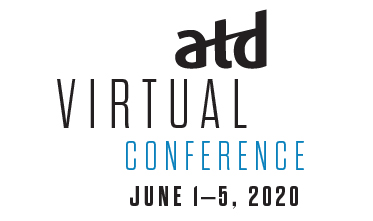 atd
VIRTUAL
CONFERENCE
JUNE 1–5, 2020